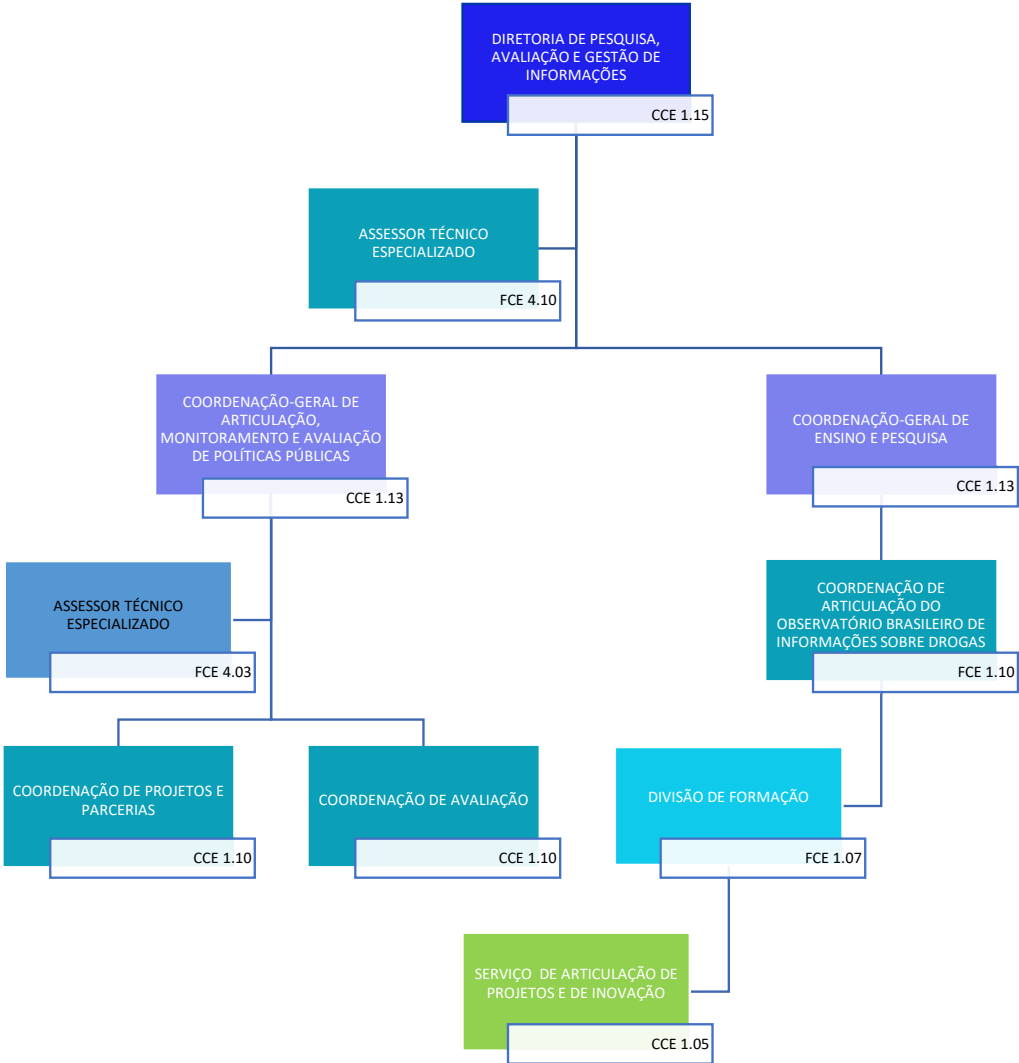 DIRETORIA DE PESQUISA,
AVALIAÇÃO E GESTÃO DE
INFORMAÇÕES
CCE 1.15
ASSESSOR TÉCNICO
ESPECIALIZADO
FCE 4.10
COORDENAÇÃO-GERAL DE
ARTICULAÇÃO,
MONITORAMENTO E AVALIAÇÃO
DE POLÍTICAS PÚBLICAS
CCE 1.13
COORDENAÇÃO-GERAL DE
ENSINO E PESQUISA
CCE 1.13
ASSESSOR TÉCNICO
ESPECIALIZADO
FCE 4.03
COORDENAÇÃO DE
ARTICULAÇÃO DO
OBSERVATÓRIO BRASILEIRO DE
INFORMAÇÕES SOBRE DROGAS
FCE 1.10
COORDENAÇÃO DE PROJETOS E
PARCERIAS
CCE 1.10
COORDENAÇÃO DE AVALIAÇÃO
CCE 1.10
DIVISÃO DE FORMAÇÃO
FCE 1.07
SERVIÇO  DE ARTICULAÇÃO DE
PROJETOS E DE INOVAÇÃO
CCE 1.05